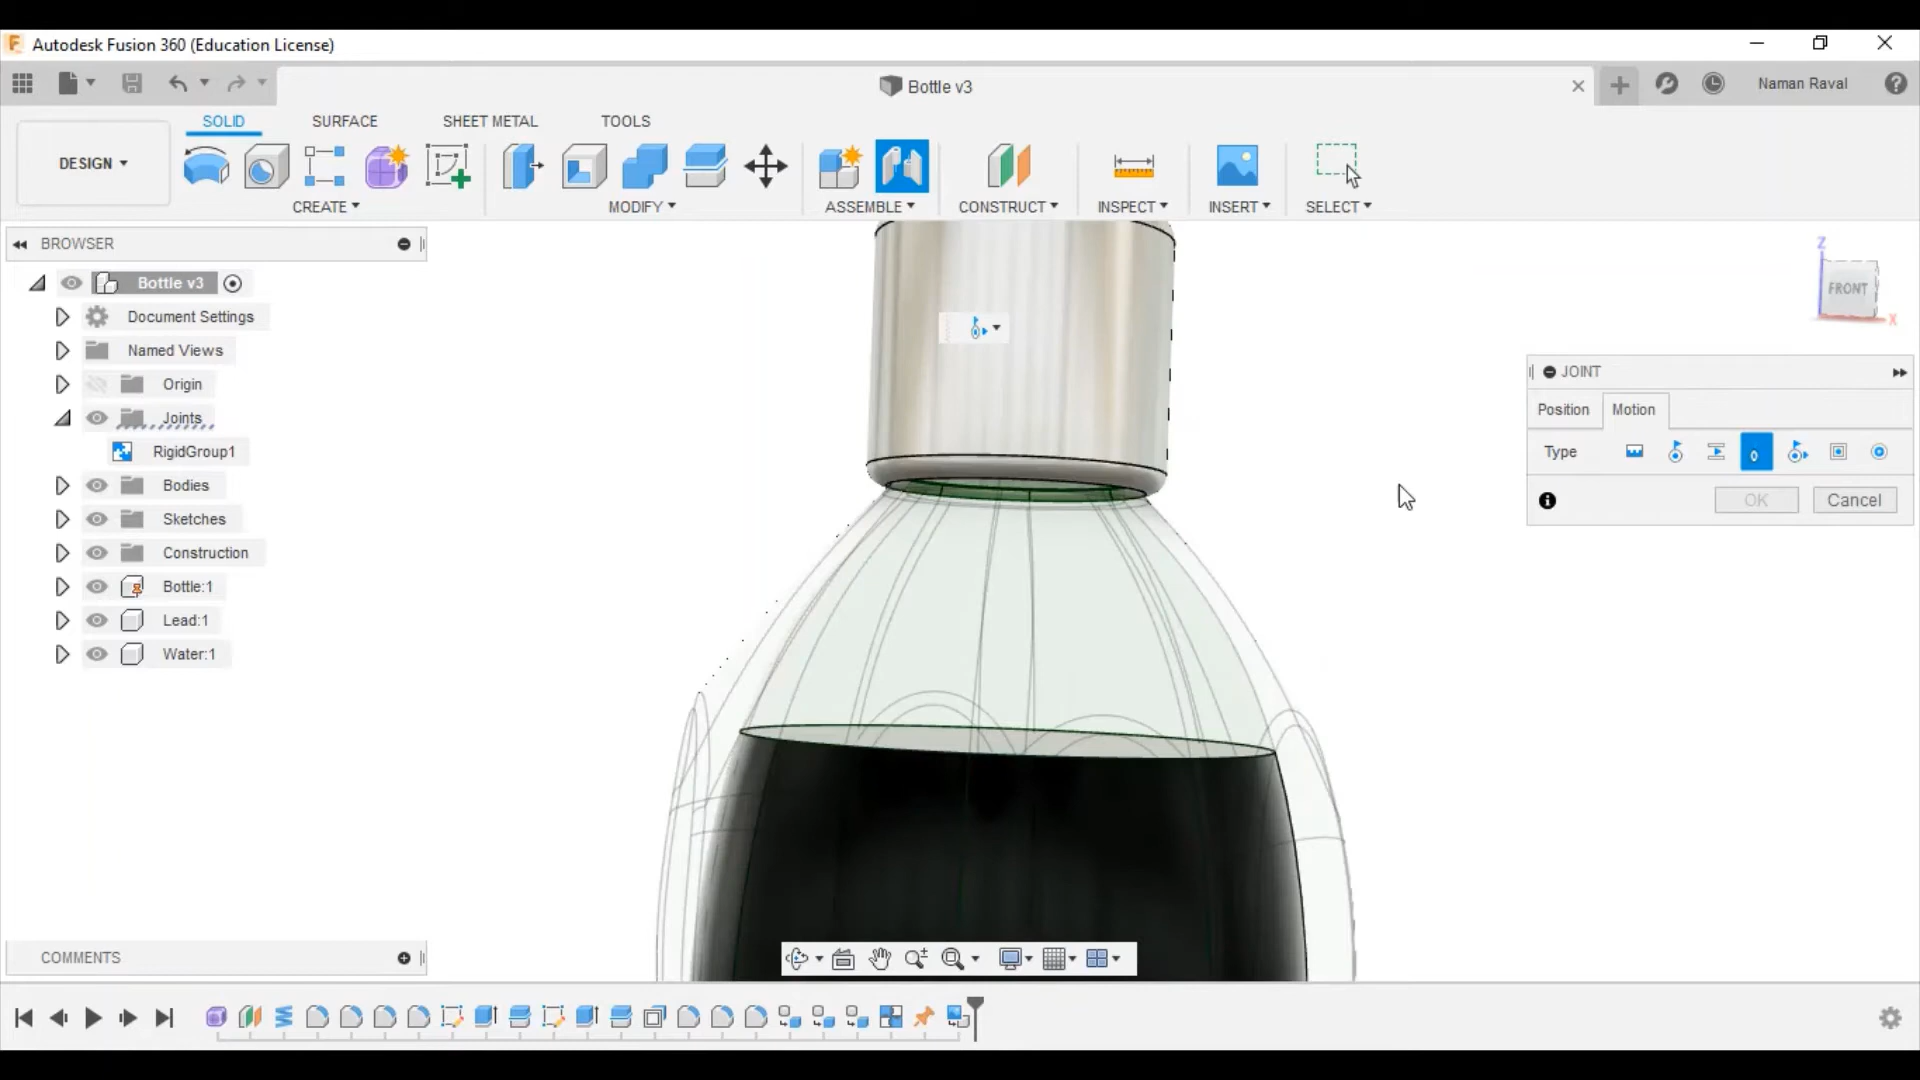 Autodesk Fusion 360 (Education License)
Bottle v3
Naman Raval
SOLID
SURFACE
SHEET METAL
TOOLS
DESIGN
CREATE
MODIFY
ASSEMBLE
CONSTRUCT
INSPECT
INSERT
SELECT
BROWSER
Bottle v3
Document Settings
Named Views
Origin
Joints
RigidGroup1
Bodies
Sketches
Construction
Bottle:1
Lead:1
Water:1
Z
FRONT
X
JOINT
Position
Motion
Type
OK
Cancel
COMMENTS